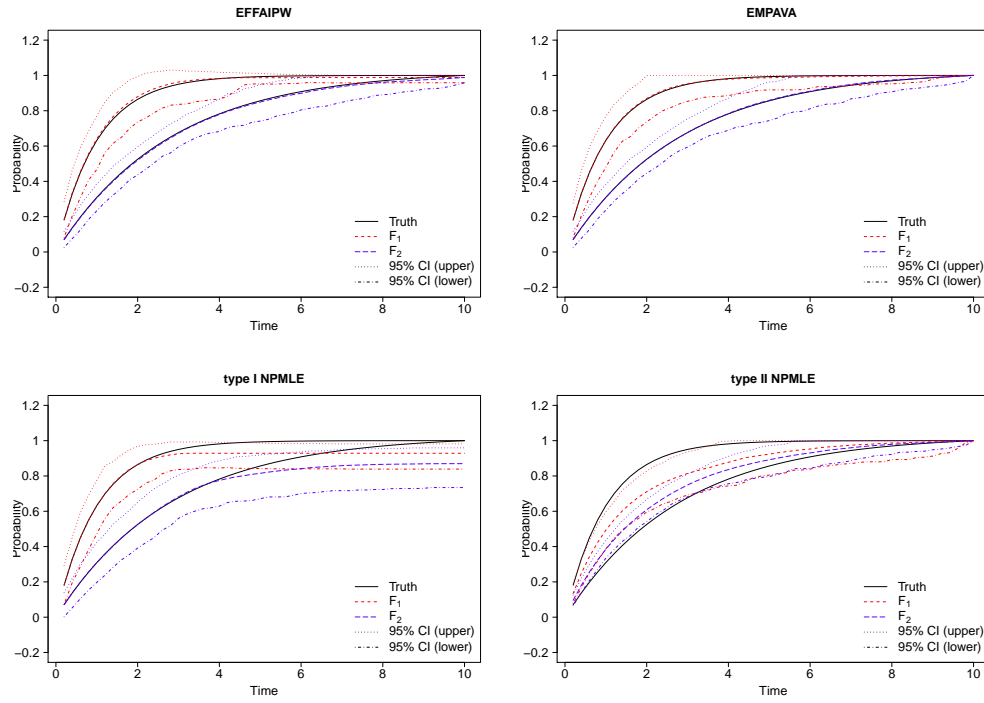 EFFAIPW
1.2
1
0.8
0.6
0.4
0.2
0
−0.2
Probability
0 2 4 6 8 10
Time
Truth
F1
F2
95% CI (upper)
95% CI (lower)
EMPAVA
1.2
1
0.8
0.6
0.4
0.2
0
−0.2
Probability
0 2 4 6 8 10
Time
Truth
F1
F2
95% CI (upper)
95% CI (lower)
type I NPMLE
1.2
1
0.8
0.6
0.4
0.2
0
−0.2
Probability
0 2 4 6 8 10
Time
Truth
F1
F2
95% CI (upper)
95% CI (lower)
type II NPMLE
1.2
1
0.8
0.6
0.4
0.2
0
−0.2
Probability
0 2 4 6 8 10
Time
Truth
F1
F2
95% CI (upper)
95% CI (lower)